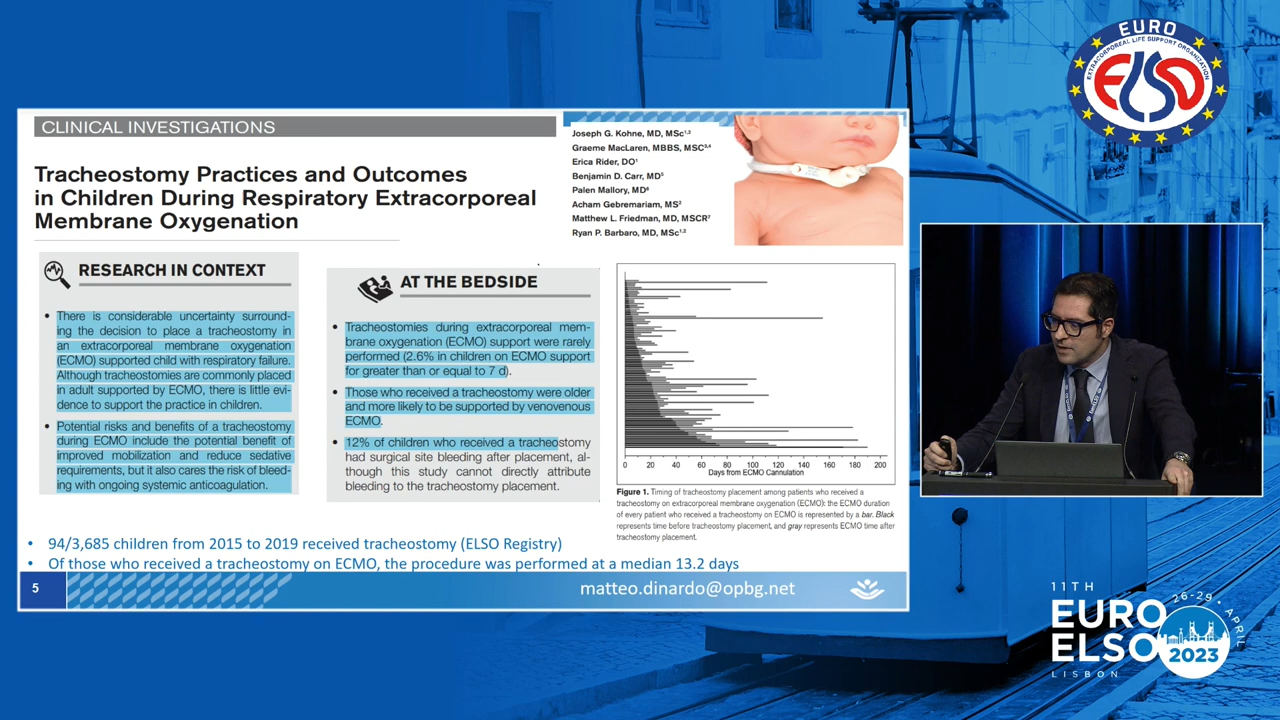 EURO
EXTRACORPOREAL LIFE SUPPORT ORGANIZATION
ELSO
CLINICAL INVESTIGATIONS
Tracheostomy Practices and Outcomes
in Children During Respiratory Extracorporeal
Membrane Oxygenation
Joseph G. Kohne, MD, MSc1,2
Graeme MacLaren, MBBS, MSC3,4
Erica Rider, DO1
Benjamin D. Carr, MD5
Palen Mallory, MD6
Acham Gebremariam, MS2
Matthew L. Friedman, MD, MSCR7
Ryan P. Barbaro, MD, MSc1,2
RESEARCH IN CONTEXT
• There is considerable uncertainty surround-
ing the decision to place a tracheostomy in
an extracorporeal membrane oxygenation
(ECMO) supported child with respiratory failure.
Although tracheostomies are commonly placed
in adult supported by ECMO, there is little evi-
dence to support the practice in children.
• Potential risks and benefits of a tracheostomy
during ECMO include the potential benefit of
improved mobilization and reduce sedative
requirements, but it also cares the risk of bleed-
ing with ongoing systemic anticoagulation.
AT THE BEDSIDE
• Tracheostomies during extracorporeal mem-
brane oxygenation (ECMO) support were rarely
performed (2.6% in children on ECMO support
for greater than or equal to 7 d).
• Those who received a tracheostomy were older
and more likely to be supported by venovenous
ECMO.
• 12% of children who received a tracheostomy
had surgical site bleeding after placement, al-
though this study cannot directly attribute
bleeding to the tracheostomy placement.
0 20 40 60 80 100 120 140 160 180 200
Days from ECMO Cannulation
Figure 1. Timing of tracheostomy placement among patients who received a
tracheostomy on extracorporeal membrane oxygenation (ECMO): the ECMO duration
of every patient who received a tracheostomy on ECMO is represented by a bar. Black
represents time before tracheostomy placement, and gray represents ECMO time after
tracheostomy placement.
• 94/3,685 children from 2015 to 2019 received tracheostomy (ELSO Registry)
• Of those who received a tracheostomy on ECMO, the procedure was performed at a median 13.2 days
5
matteo.dinardo@opbg.net
11TH
EURO
ELSO
26-29 • APRIL
2023
LISBON